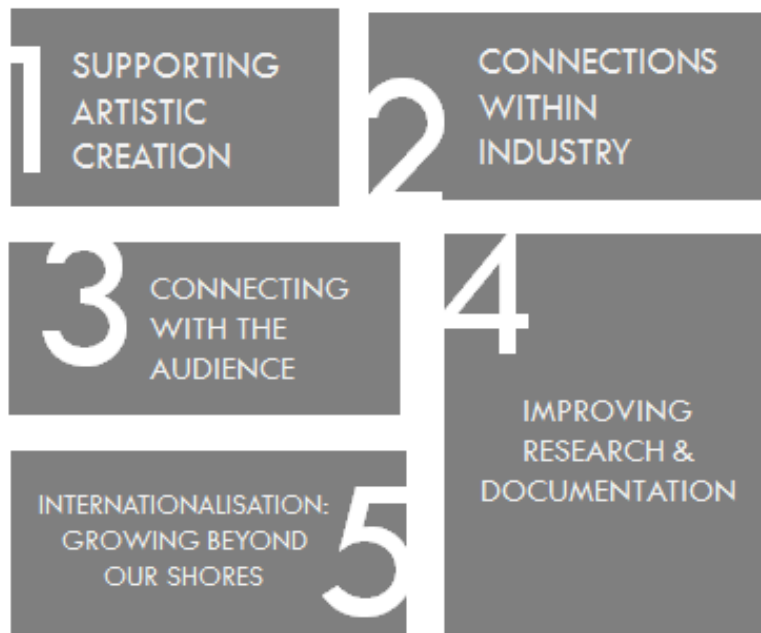 1
SUPPORTING
ARTISTIC
CREATION
2
CONNECTIONS
WITHIN
INDUSTRY
3
CONNECTING
WITH THE
AUDIENCE
4
IMPROVING
RESEARCH &
DOCUMENTATION
INTERNATIONALISATION:
GROWING BEYOND
OUR SHORES
5